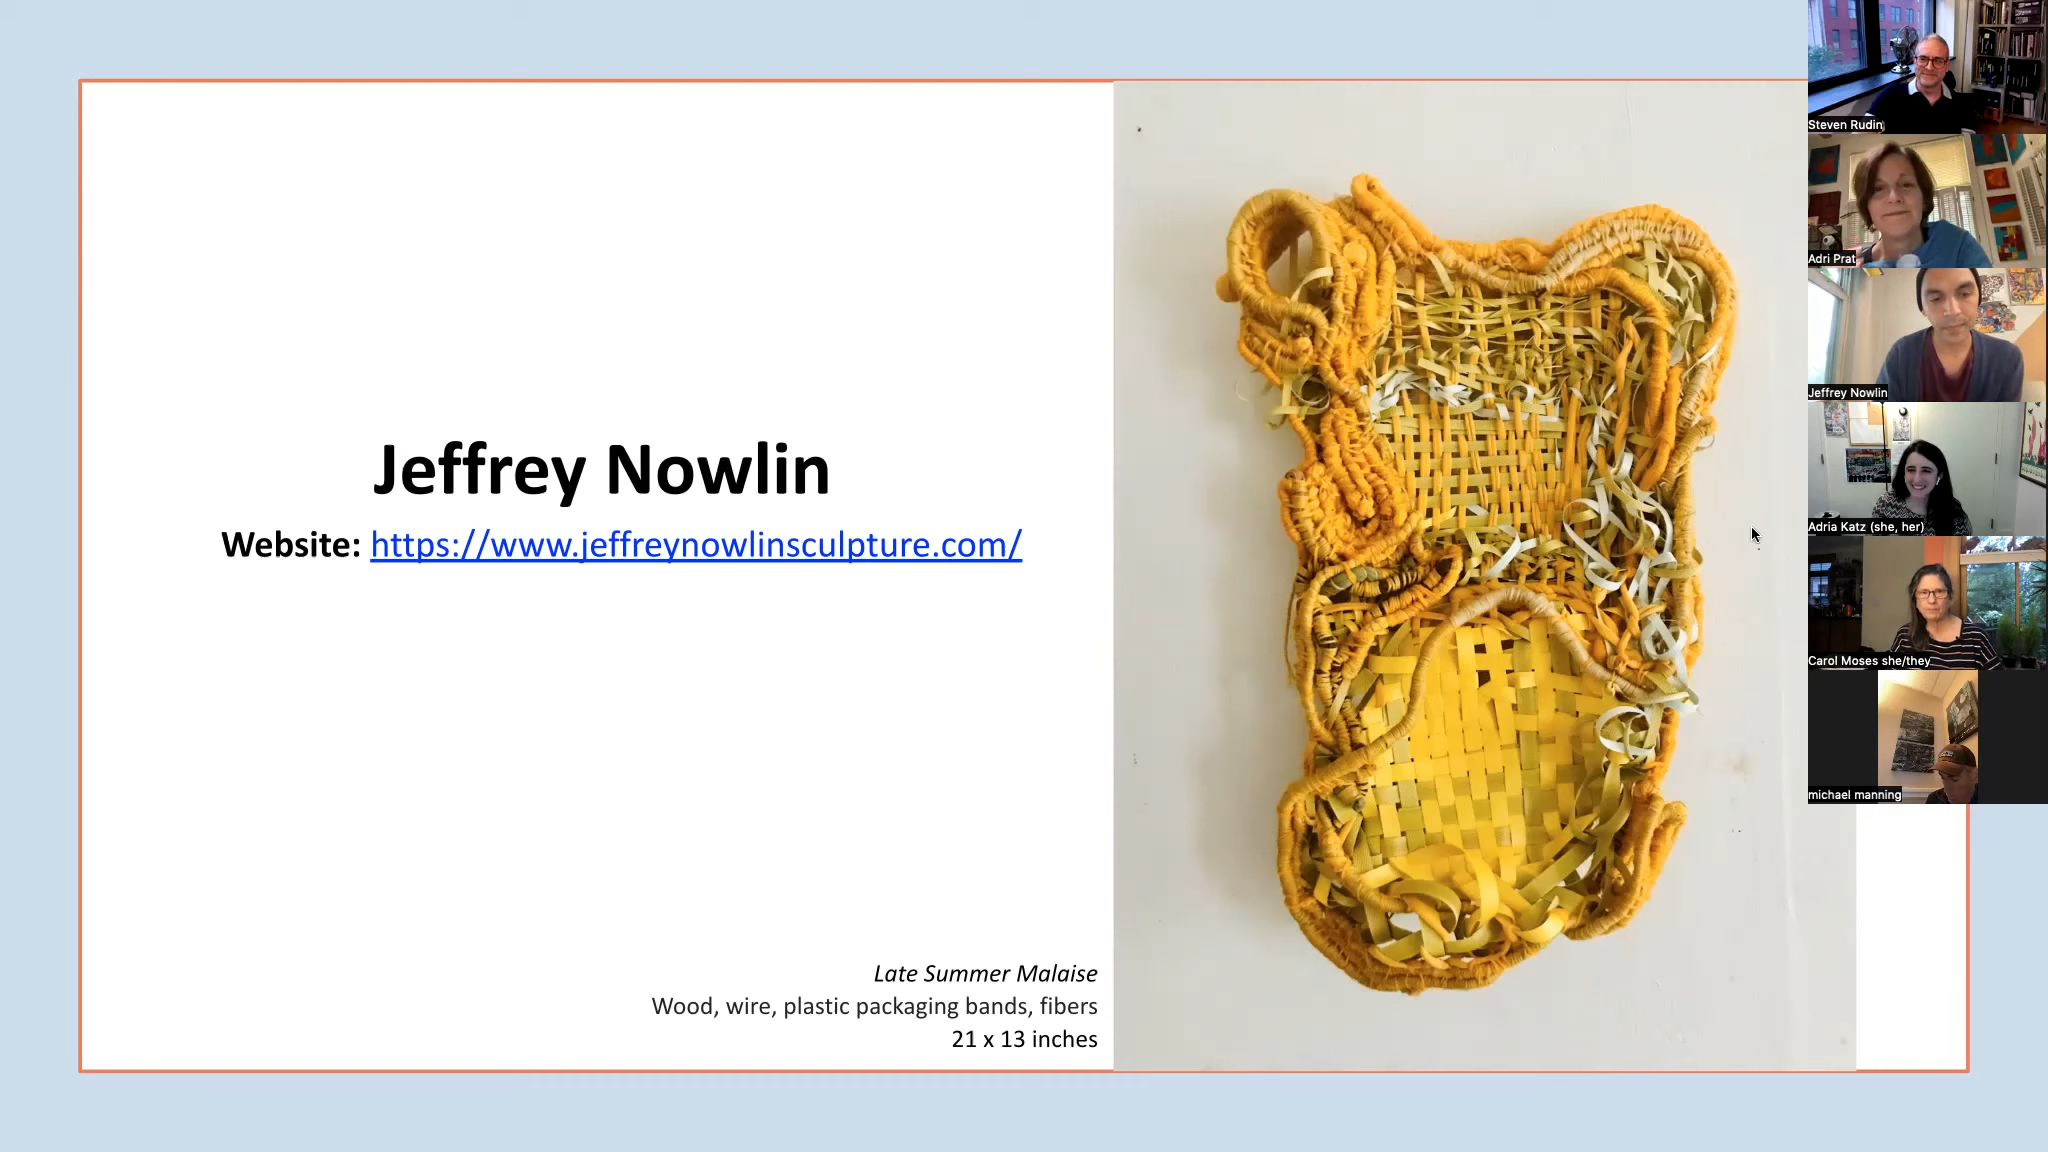 Jeffrey Nowlin
Website: https://www.jeffreynowlinsculpture.com/
Late Summer Malaise
Wood, wire, plastic packaging bands, fibers
21 x 13 inches
Steven Rudin
Adri Prat
Jeffrey Nowlin
Adria Katz (she, her)
Carol Moses she/they
michael manning